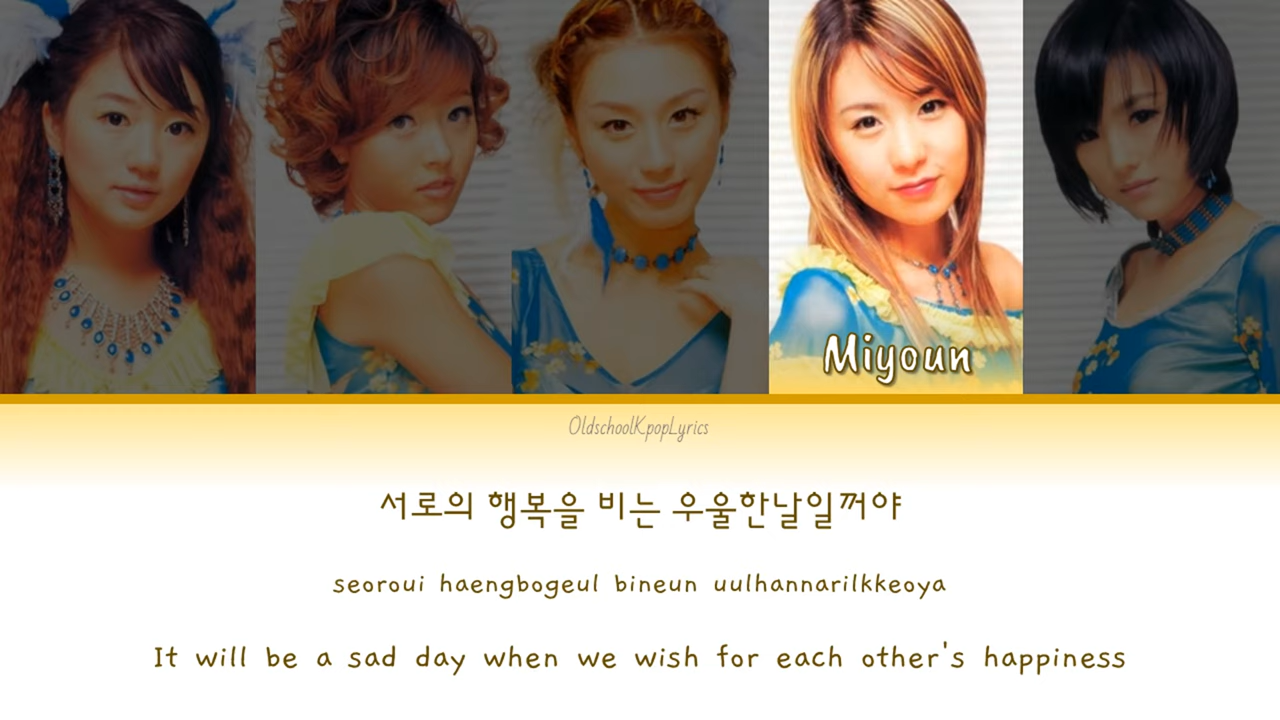 Miyoun
OldschoolKpopLyrics
서로의 행복을 비는 우울한날일꺼야
seoroui haengbogeul bineun uulhannarilkkeoya
It will be a sad day when we wish for each other's happiness